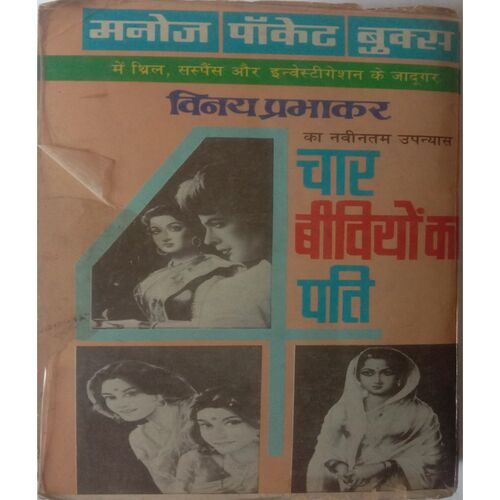 मनोज पॉकेट बुक्स
में थ्रिल, सस्पैंस और इन्वेस्टीगेशन के जादूगर
विनय प्रभाकर
का नवीनतम उपन्यास
4
चार
बीवियों का
पति